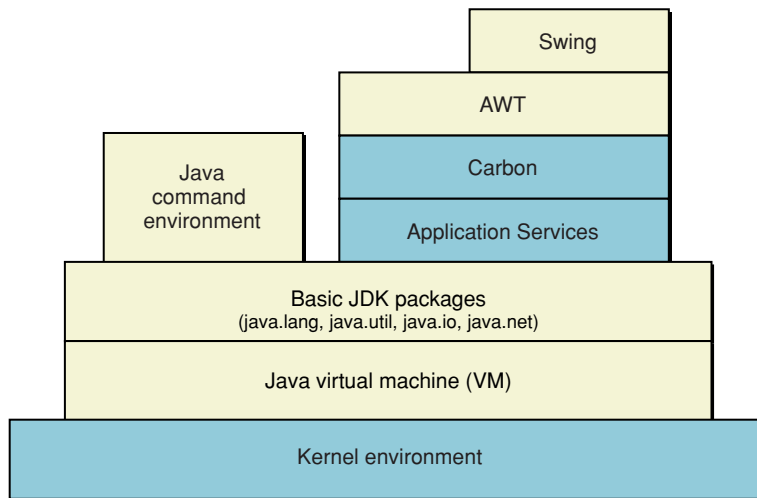 Swing
AWT
Java
command
environment
Carbon
Application Services
Basic JDK packages
(java.lang, java.util, java.io, java.net)
Java virtual machine (VM)
Kernel environment